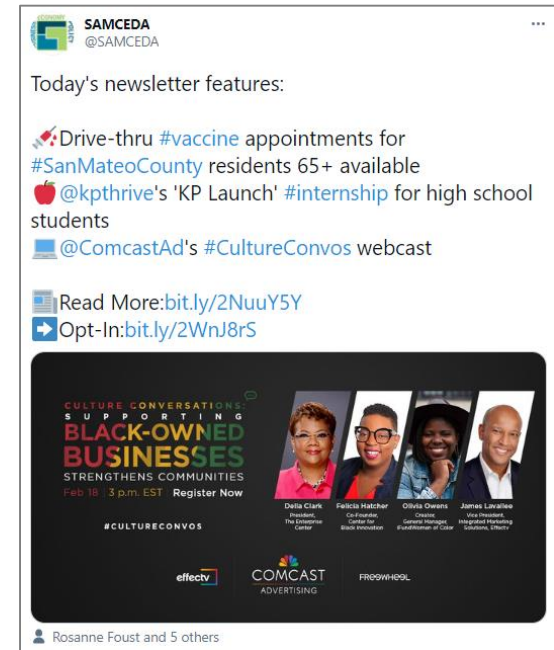 SAMCEDA
@SAMCEDA
Today's newsletter features:
Drive-thru #vaccine appointments for
#SanMateoCounty residents 65+ available
@kpthrive's 'KP Launch' #internship for high school
students
@ComcastAd's #CultureConvos webcast
Read More:bit.ly/2NuuY5Y
Opt-In:bit.ly/2WnJ8rS
CULTURE CONVERSATIONS:
SUPPORTING
BLACK-OWNED
BUSINESSES
STRENGTHENS COMMUNITIES
Feb 18 | 3 p.m. EST | Register Now
#CULTURECONVOS
Della Clark
President,
The Enterprise
Center
Felicia Hatcher
Co-Founder,
Center for
Black Innovation
Olivia Owens
Creator,
General Manager,
IFundWomen of Color
James Lavallee
Vice President,
Integrated Marketing
Solutions, Effectv
effectv
COMCAST
ADVERTISING
FREEWHEEL
Rosanne Foust and 5 others